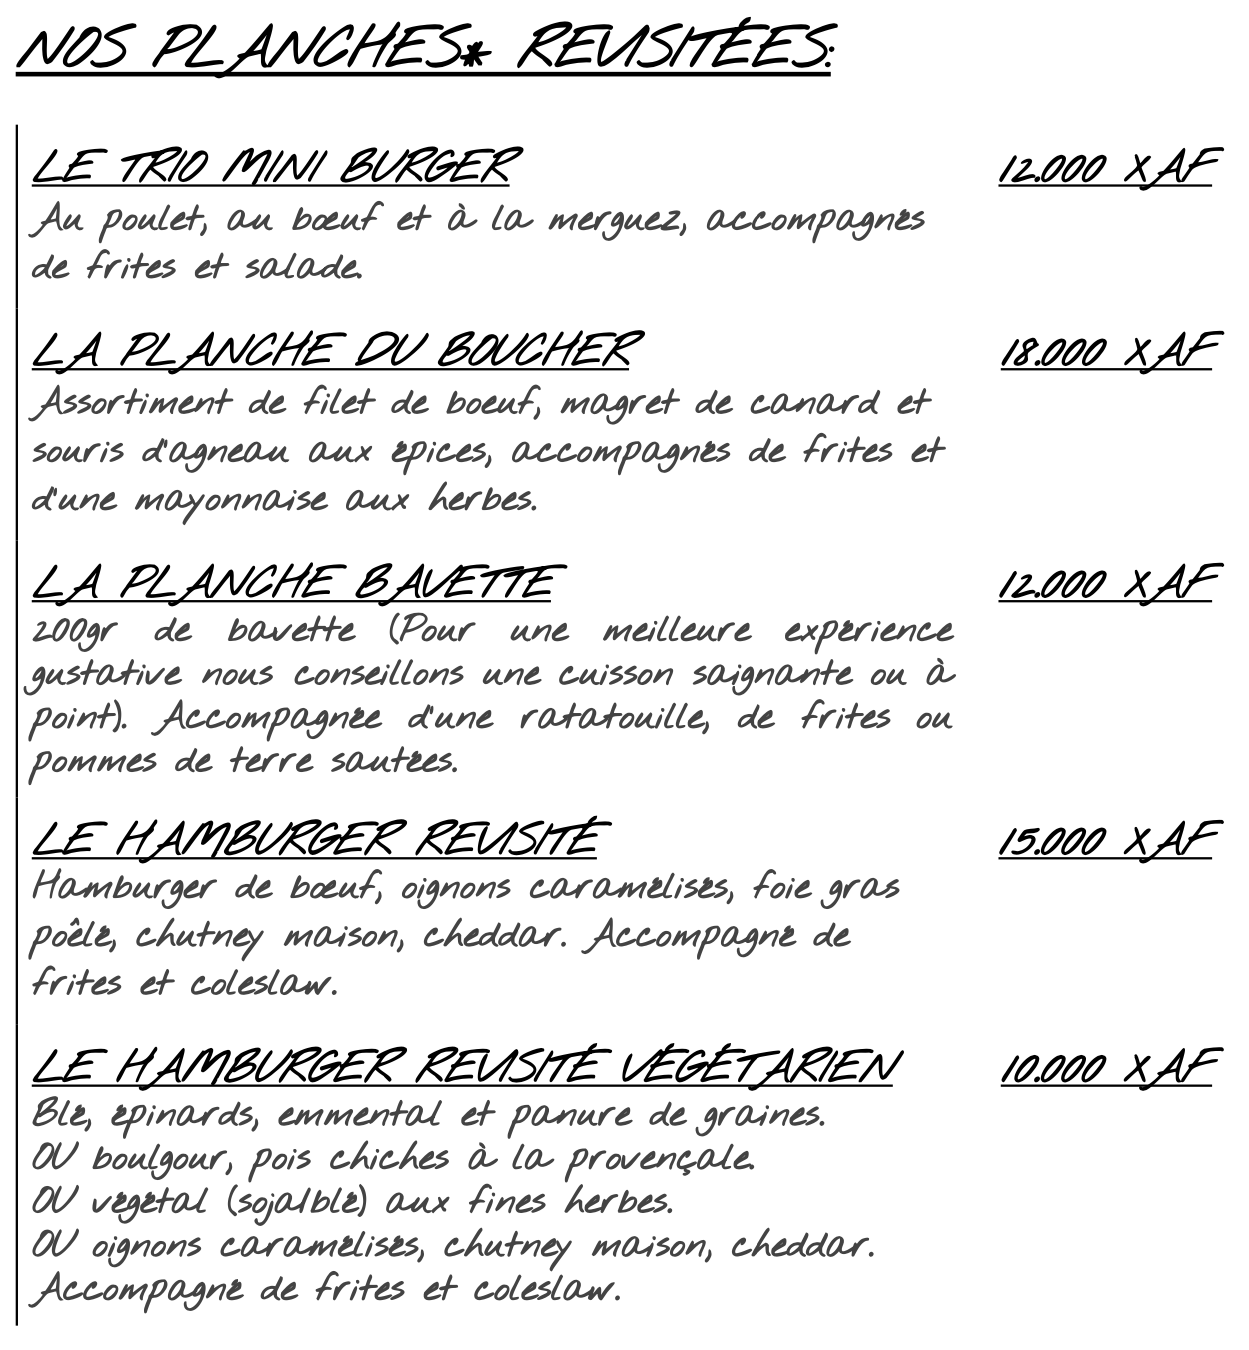 NOS PLANCHES* REVISITÉES:
LE TRIO MINI BURGER 12.000 XAF
Au poulet, au bœuf et à la merguez, accompagnés
de frites et salade.
LA PLANCHE DU BOUCHER 18.000 XAF
Assortiment de filet de boeuf, magret de canard et
souris d'agneau aux épices, accompagnés de frites et
d'une mayonnaise aux herbes.
LA PLANCHE BAVETTE 12.000 XAF
200gr de bavette (Pour une meilleure expérience
gustative nous conseillons une cuisson saignante ou à
point). Accompagnée d'une ratatouille, de frites ou
pommes de terre sautées.
LE HAMBURGER REVISITÉ 15.000 XAF
Hamburger de bœuf, oignons caramélisés, foie gras
poêlé, chutney maison, cheddar. Accompagné de
frites et coleslaw.
LE HAMBURGER REVISITÉ VÉGÉTARIEN 10.000 XAF
Blé, épinards, emmental et panure de graines.
OU boulgour, pois chiches à la provençale.
OU végétal (soja/blé) aux fines herbes.
OU oignons caramélisés, chutney maison, cheddar.
Accompagné de frites et coleslaw.